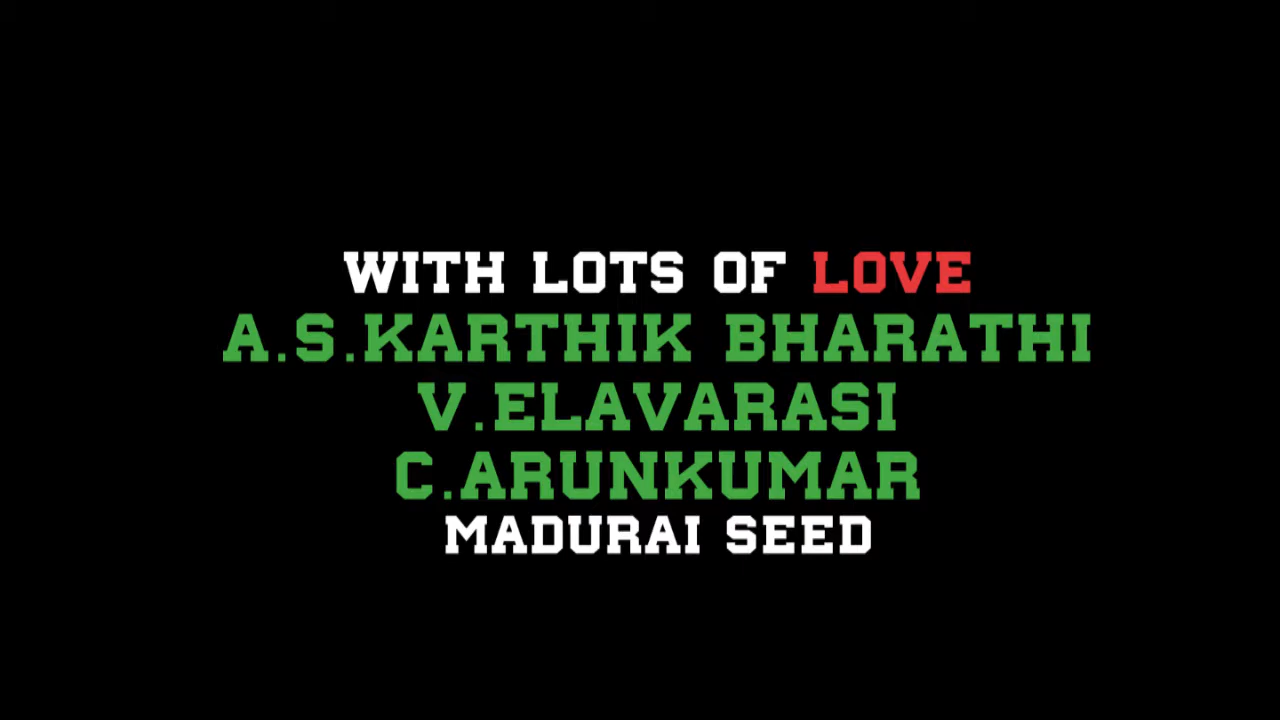 WITH LOTS OF LOVE
A.S.KARTHIK BHARATHI
V.ELAVARASI
C.ARUNKUMAR
MADURAI SEED